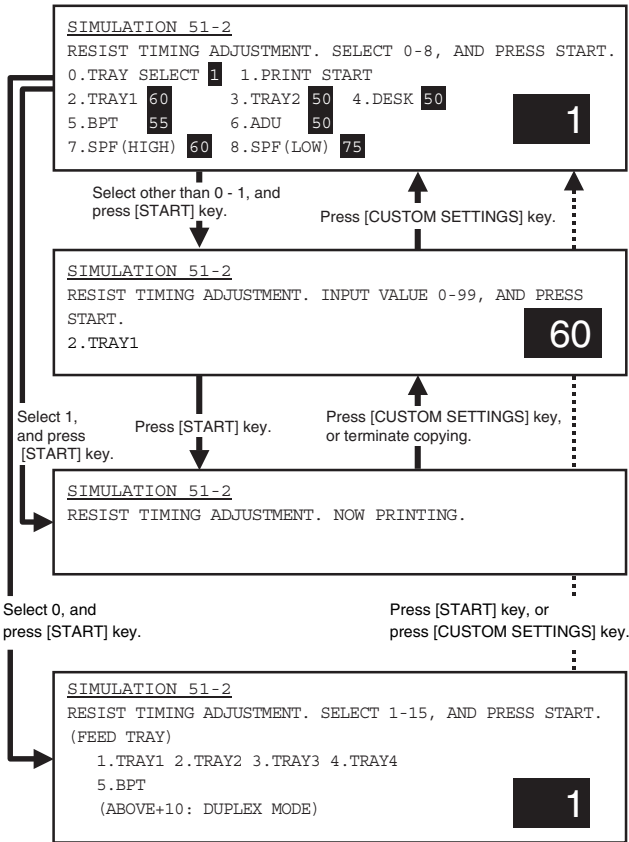 SIMULATION 51-2
RESIST TIMING ADJUSTMENT. SELECT 0-8, AND PRESS START.
0.TRAY SELECT 1 1.PRINT START
2.TRAY1 60 3.TRAY2 50 4.DESK 50
5.BPT 55 6.ADU 50
7.SPF(HIGH) 60 8.SPF(LOW) 75
1
Select other than 0 - 1, and
press [START] key.
Press [CUSTOM SETTINGS] key.
SIMULATION 51-2
RESIST TIMING ADJUSTMENT. INPUT VALUE 0-99, AND PRESS
START.
2.TRAY1
60
Select 1,
and press
[START] key.
Press [START] key.
Press [CUSTOM SETTINGS] key,
or terminate copying.
SIMULATION 51-2
RESIST TIMING ADJUSTMENT. NOW PRINTING.
Select 0, and
press [START] key.
Press [START] key, or
press [CUSTOM SETTINGS] key.
SIMULATION 51-2
RESIST TIMING ADJUSTMENT. SELECT 1-15, AND PRESS START.
(FEED TRAY)
1.TRAY1 2.TRAY2 3.TRAY3 4.TRAY4
5.BPT
(ABOVE+10: DUPLEX MODE)
1